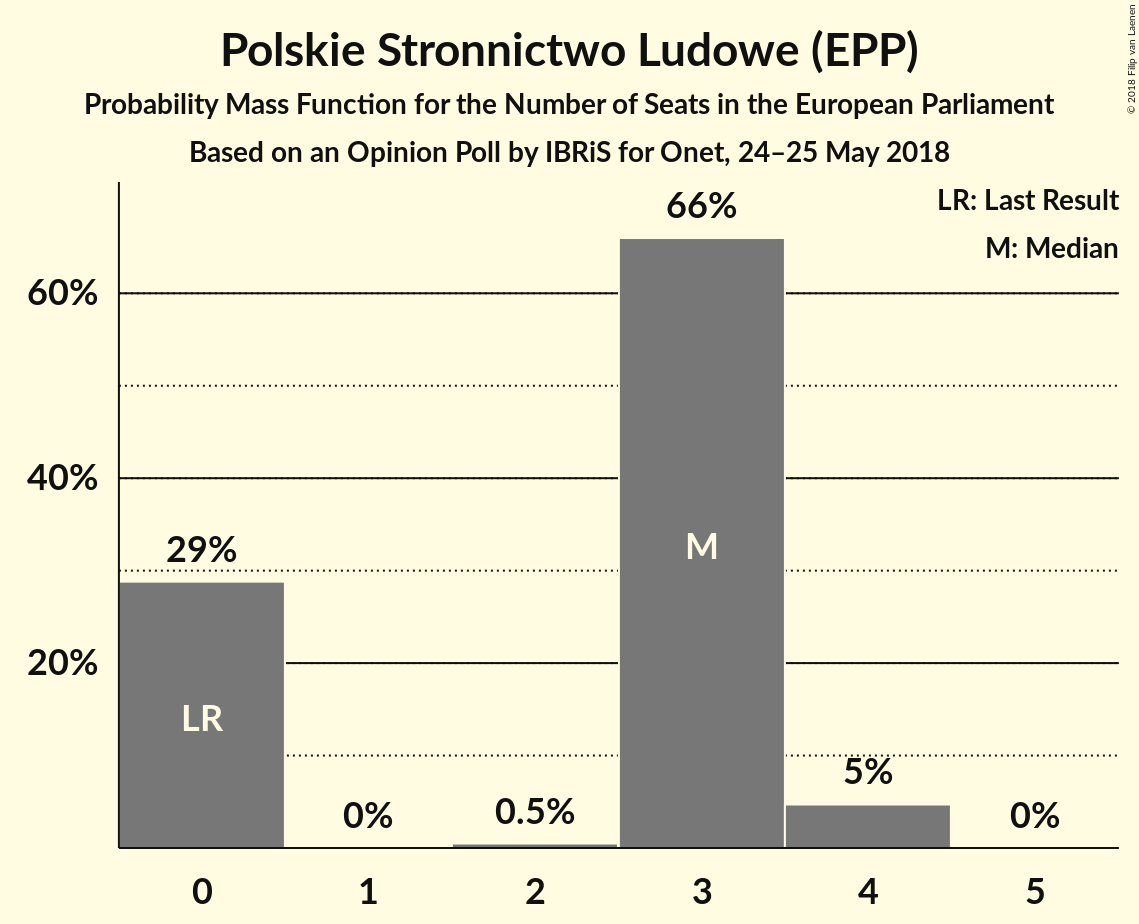 Polskie Stronnictwo Ludowe (EPP)
Probability Mass Function for the Number of Seats in the European Parliament
Based on an Opinion Poll by IBRiS for Onet, 24–25 May 2018
© 2018 Filip van Laenen
LR: Last Result
M: Median
66%
60%
40%
29%
20%
M
LR
5%
0%
0.5%
0%
0 1 2 3 4 5